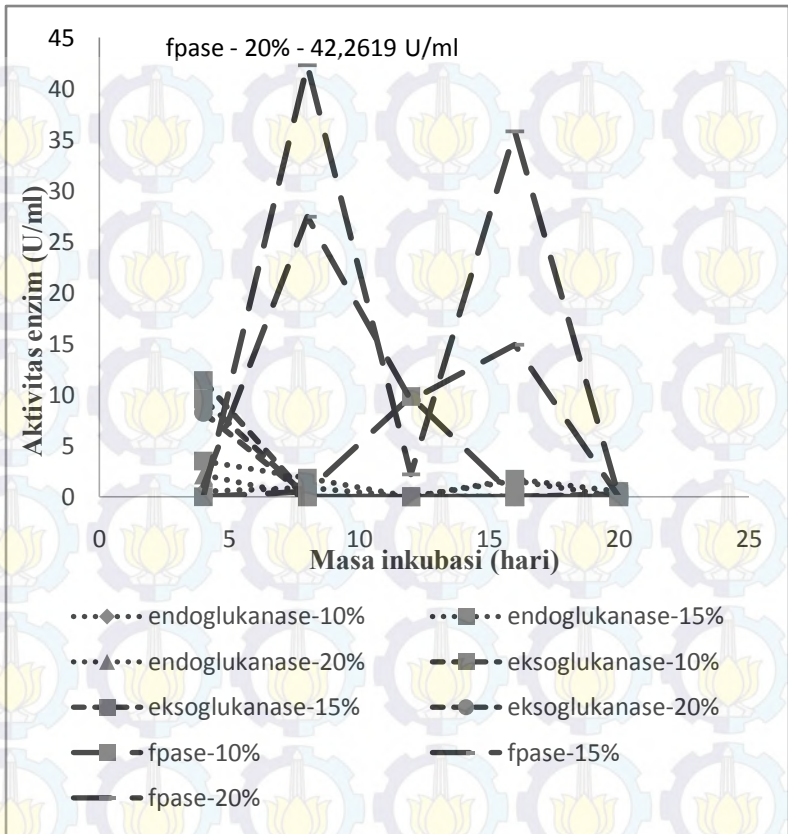 fpase - 20% - 42,2619 U/ml
Aktivitas enzim (U/ml)
45
40
35
30
25
20
15
10
5
0
0 5 10 15 20 25
Masa inkubasi (hari)
endoglukanase-10% endoglukanase-15%
endoglukanase-20% eksoglukanase-10%
eksoglukanase-15% eksoglukanase-20%
fpase-10% fpase-15%
fpase-20%